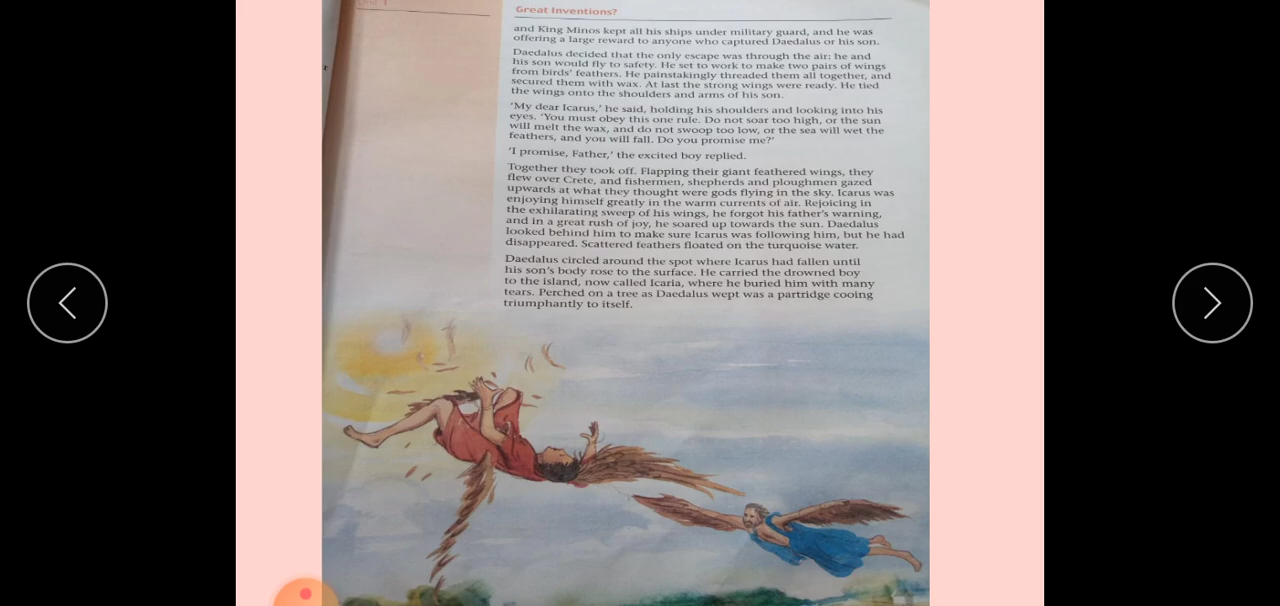 Unit 1
Great Inventions?
and King Minos kept all his ships under military guard, and he was
offering a large reward to anyone who captured Daedalus or his son.
Daedalus decided that the only escape was through the air: he and
his son would fly to safety. He set to work to make two pairs of wings
from birds' feathers. He painstakingly threaded them all together, and
secured them with wax. At last the strong wings were ready. He tied
the wings onto the shoulders and arms of his son.
'My dear Icarus,' he said, holding his shoulders and looking into his
eyes. 'You must obey this one rule. Do not soar too high, or the sun
will melt the wax, and do not swoop too low, or the sea will wet the
feathers, and you will fall. Do you promise me?'
'I promise, Father,' the excited boy replied.
Together they took off. Flapping their giant feathered wings, they
flew over Crete, and fishermen, shepherds and ploughmen gazed
upwards at what they thought were gods flying in the sky. Icarus was
enjoying himself greatly in the warm currents of air. Rejoicing in
the exhilarating sweep of his wings, he forgot his father's warning,
and in a great rush of joy, he soared up towards the sun. Daedalus
looked behind him to make sure Icarus was following him, but he had
disappeared. Scattered feathers floated on the turquoise water.
Daedalus circled around the spot where Icarus had fallen until
his son's body rose to the surface. He carried the drowned boy
to the island, now called Icaria, where he buried him with many
tears. Perched on a tree as Daedalus wept was a partridge cooing
triumphantly to itself.